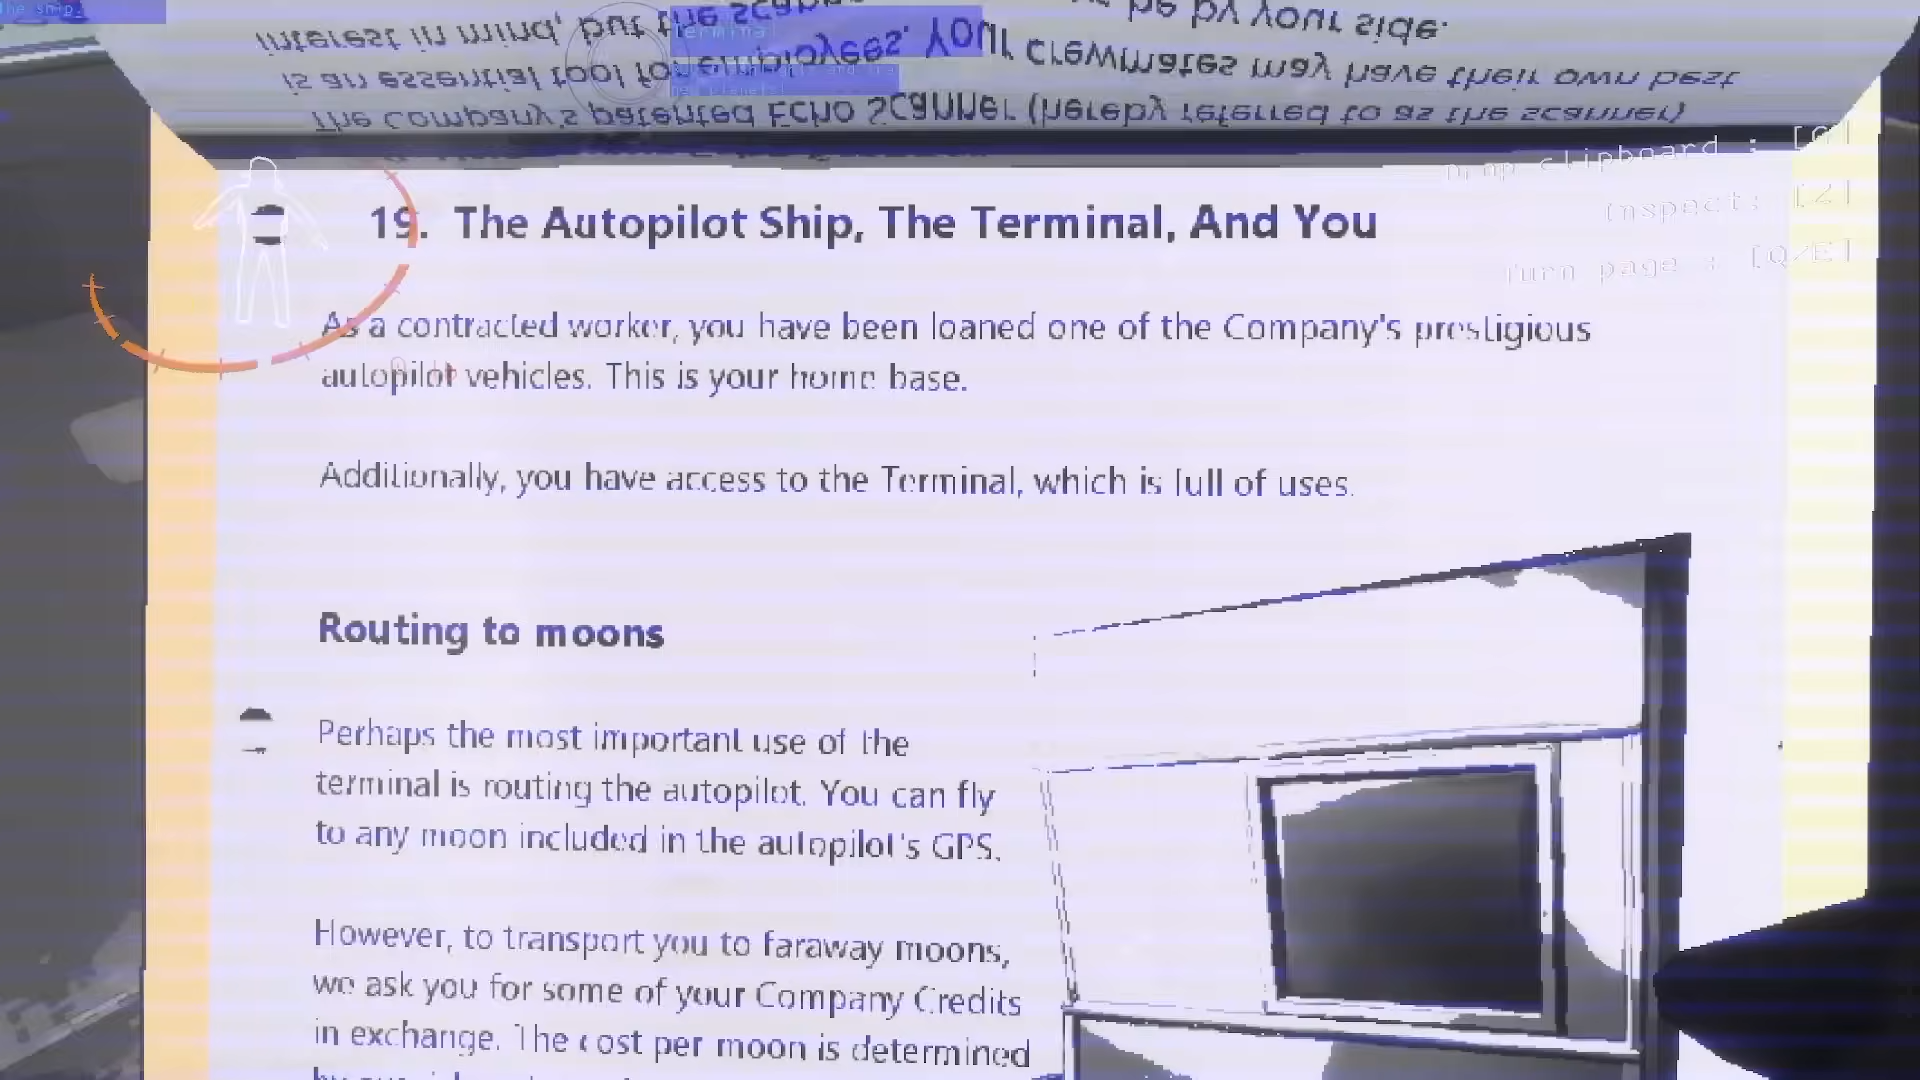 The ship.
Terminal
be by your side.
interest in mind, but the
is an essential tool for employees. Your crewmates may have their own best
The Company's patented Echo Scanner (hereby referred to as the scanner)
Drop clipboard : [G]
Inspect: [Z]
Turn page : [Q/E]
19. The Autopilot Ship, The Terminal, And You
As a contracted worker, you have been loaned one of the Company's prestigious
autopilot vehicles. This is your home base.
Additionally, you have access to the Terminal, which is full of uses.
Routing to moons
Perhaps the most important use of the
terminal is routing the autopilot. You can fly
to any moon included in the autopilot's GPS.
However, to transport you to faraway moons,
we ask you for some of your Company Credits
in exchange. The cost per moon is determined